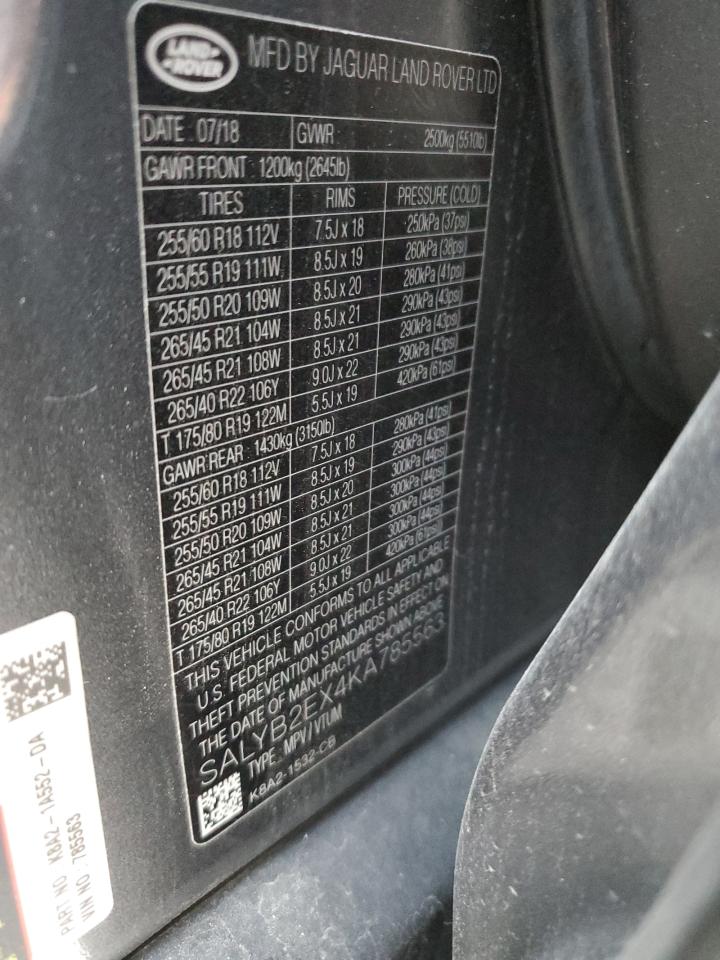 LAND ROVER
MFD BY JAGUAR LAND ROVER LTD
DATE : 07/18 GVWR : 2500kg (5510lb)
GAWR FRONT : 1200kg (2645lb)
TIRES RIMS PRESSURE (COLD)
255/60 R18 112V 7.5J x 18 250kPa (37psi)
255/55 R19 111W 8.5J x 19 260kPa (38psi)
255/50 R20 109W 8.5J x 20 280kPa (41psi)
265/45 R21 104W 8.5J x 21 290kPa (43psi)
265/45 R21 108W 8.5J x 21 290kPa (43psi)
265/40 R22 106Y 9.0J x 22 290kPa (43psi)
T 175/80 R19 122M 5.5J x 19 420kPa (61psi)
GAWR REAR : 1430kg (3150lb)
255/60 R18 112V 7.5J x 18 280kPa (41psi)
255/55 R19 111W 8.5J x 19 290kPa (43psi)
255/50 R20 109W 8.5J x 20 300kPa (44psi)
265/45 R21 104W 8.5J x 21 300kPa (44psi)
265/45 R21 108W 8.5J x 21 300kPa (44psi)
265/40 R22 106Y 9.0J x 22 300kPa (44psi)
T 175/80 R19 122M 5.5J x 19 420kPa (61psi)
THIS VEHICLE CONFORMS TO ALL APPLICABLE
U.S. FEDERAL MOTOR VEHICLE SAFETY AND
THEFT PREVENTION STANDARDS IN EFFECT ON
THE DATE OF MANUFACTURE SHOWN ABOVE
SALYB2EX4KA785563
TYPE: MPV / VTUM
K8A2-1532-CB
PART NO : K8A2-1A552-DA
VIN NO : 785563